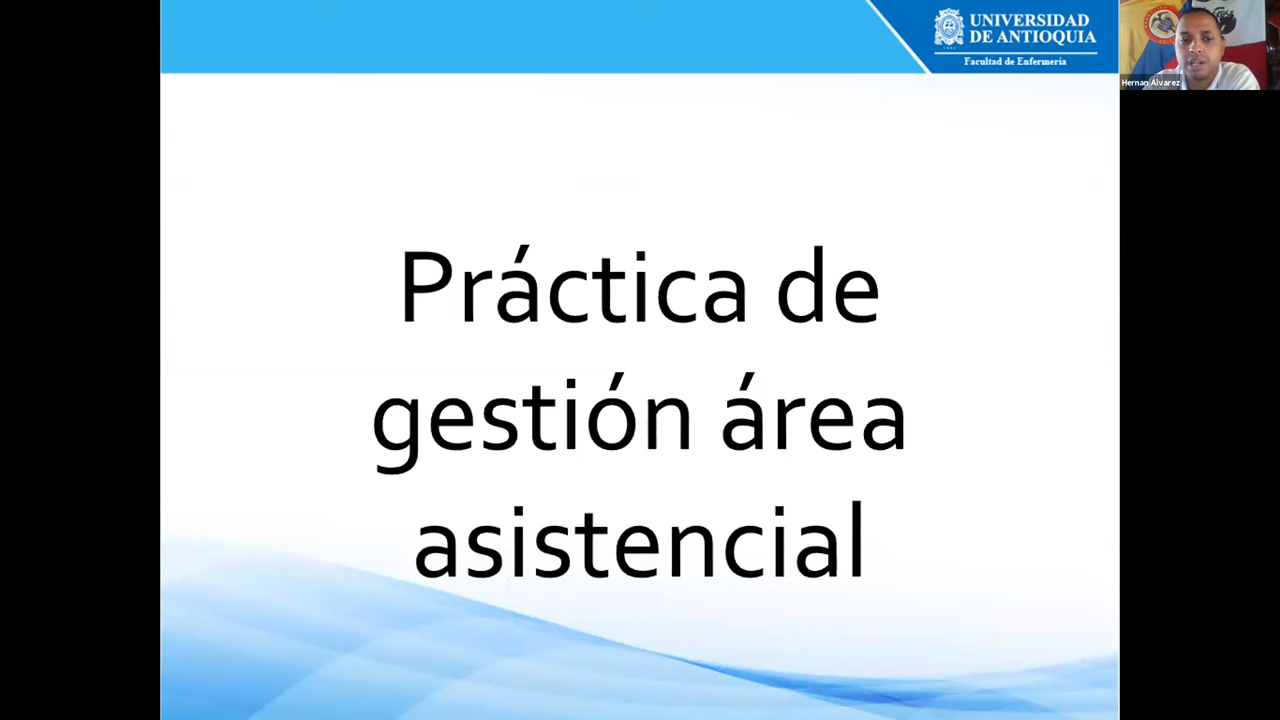 UNIVERSIDAD
DE ANTIOQUIA
Facultad de Enfermería
Hernan Alvarez
Práctica de
gestión área
asistencial